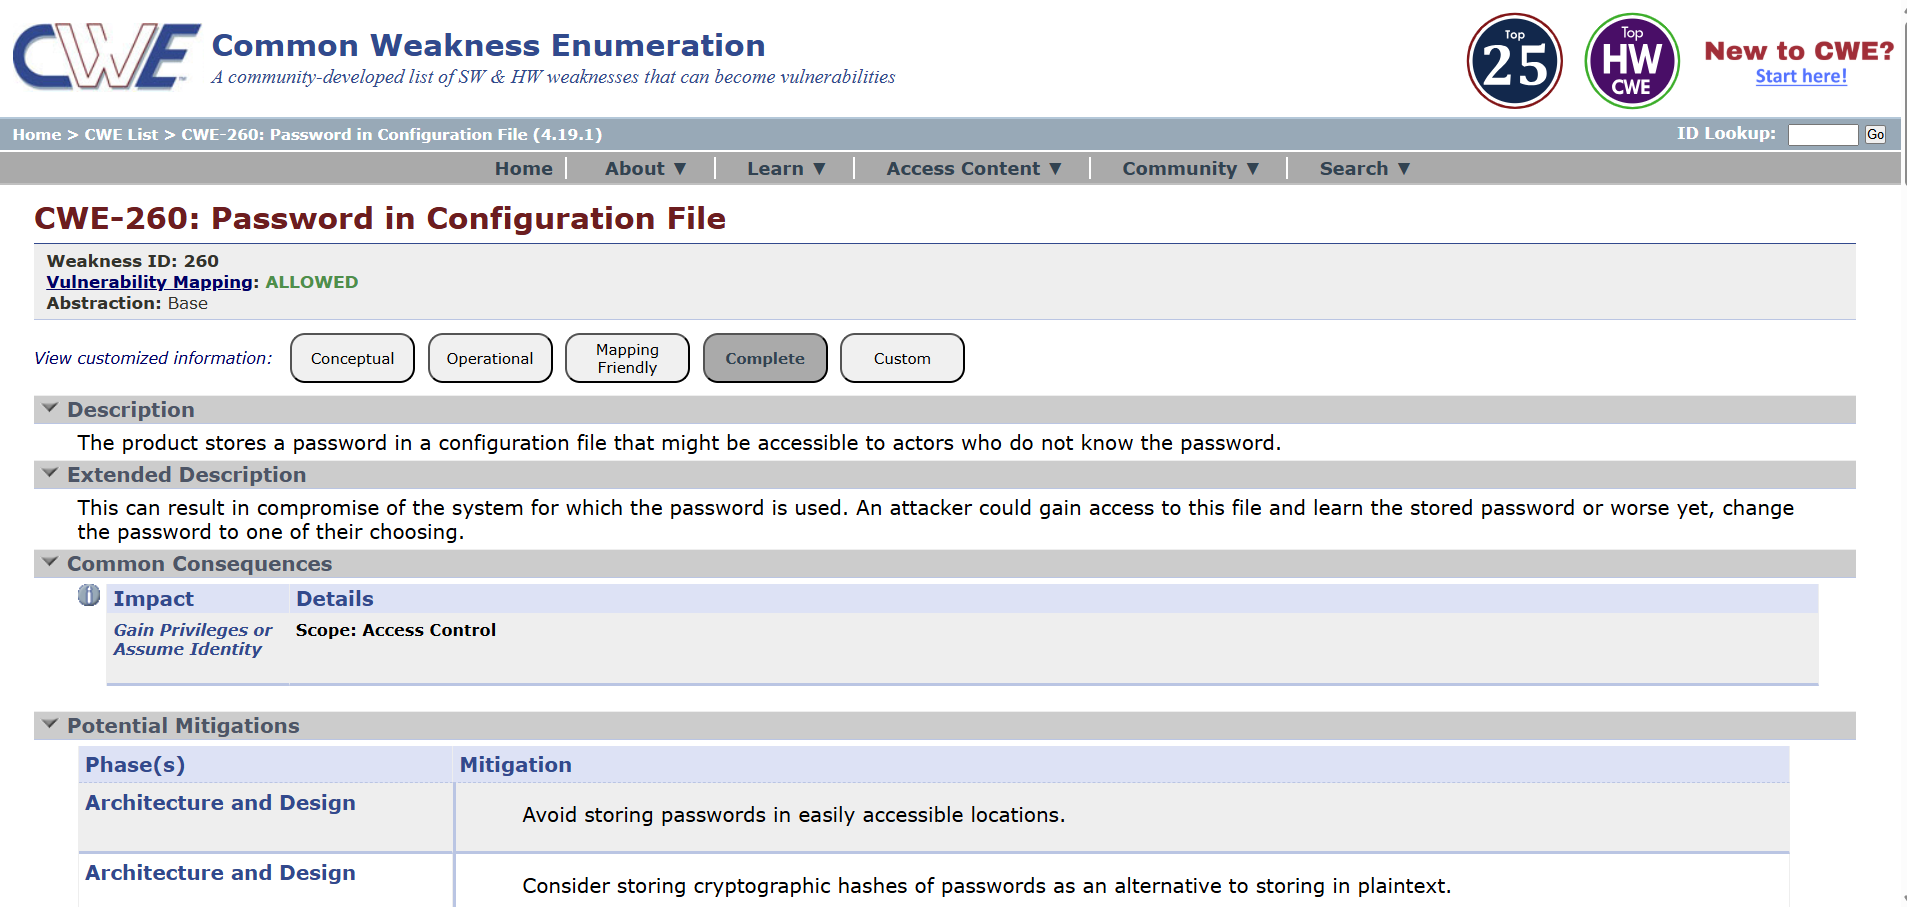 CWE
Common Weakness Enumeration
A community-developed list of SW & HW weaknesses that can become vulnerabilities
Top
25
Top
HW
CWE
New to CWE?
Start here!
Home > CWE List > CWE-260: Password in Configuration File (4.19.1)
ID Lookup:
Go
Home
About ▼
Learn ▼
Access Content ▼
Community ▼
Search ▼
CWE-260: Password in Configuration File
Weakness ID: 260
Vulnerability Mapping: ALLOWED
Abstraction: Base
View customized information:
Conceptual
Operational
Mapping
Friendly
Complete
Custom
Description
The product stores a password in a configuration file that might be accessible to actors who do not know the password.
Extended Description
This can result in compromise of the system for which the password is used. An attacker could gain access to this file and learn the stored password or worse yet, change
the password to one of their choosing.
Common Consequences
Impact
Details
Gain Privileges or
Assume Identity
Scope: Access Control
Potential Mitigations
Phase(s)
Mitigation
Architecture and Design
Avoid storing passwords in easily accessible locations.
Architecture and Design
Consider storing cryptographic hashes of passwords as an alternative to storing in plaintext.